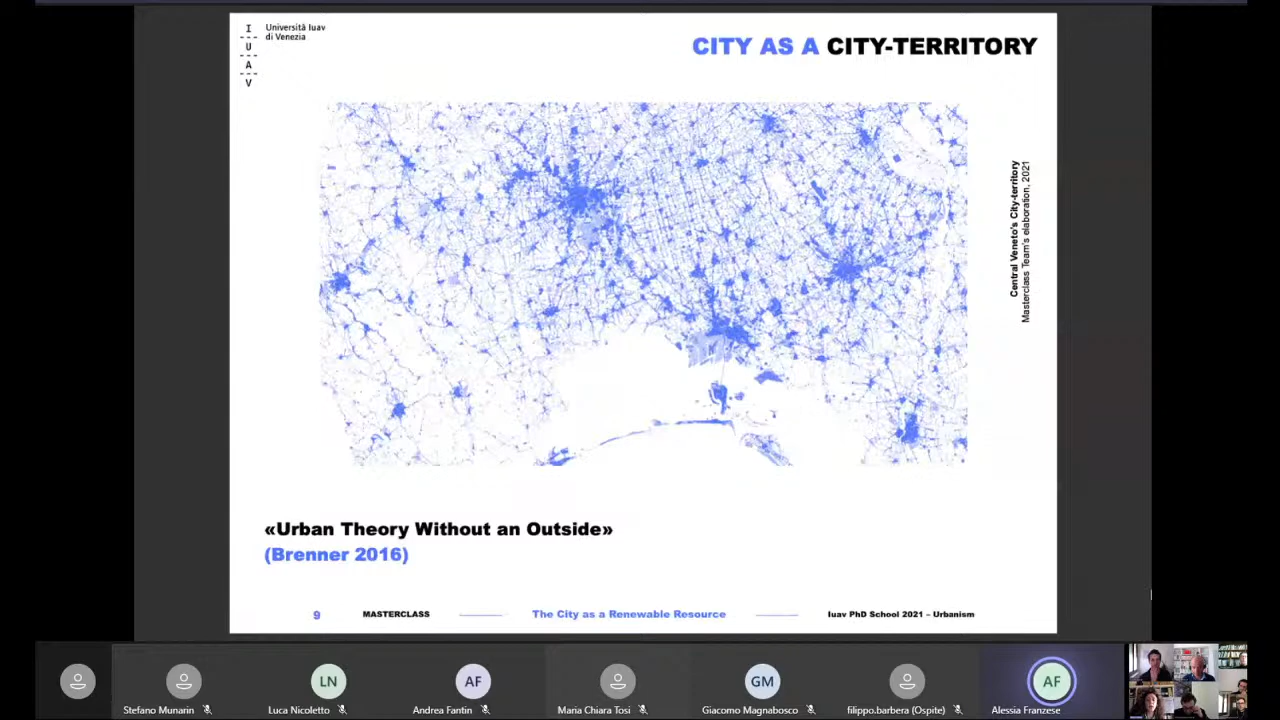 I
U
A
V
Università Iuav
di Venezia
CITY AS A CITY-TERRITORY
Central Veneto's City-territory
Masterclass Team's elaboration, 2021
«Urban Theory Without an Outside»
(Brenner 2016)
9 MASTERCLASS The City as a Renewable Resource Iuav PhD School 2021 – Urbanism
LN AF GM AF
Stefano Munarin Luca Nicoletto Andrea Fantin Maria Chiara Tosi Giacomo Magnabosco filippo.barbera (Ospite) Alessia Franzese